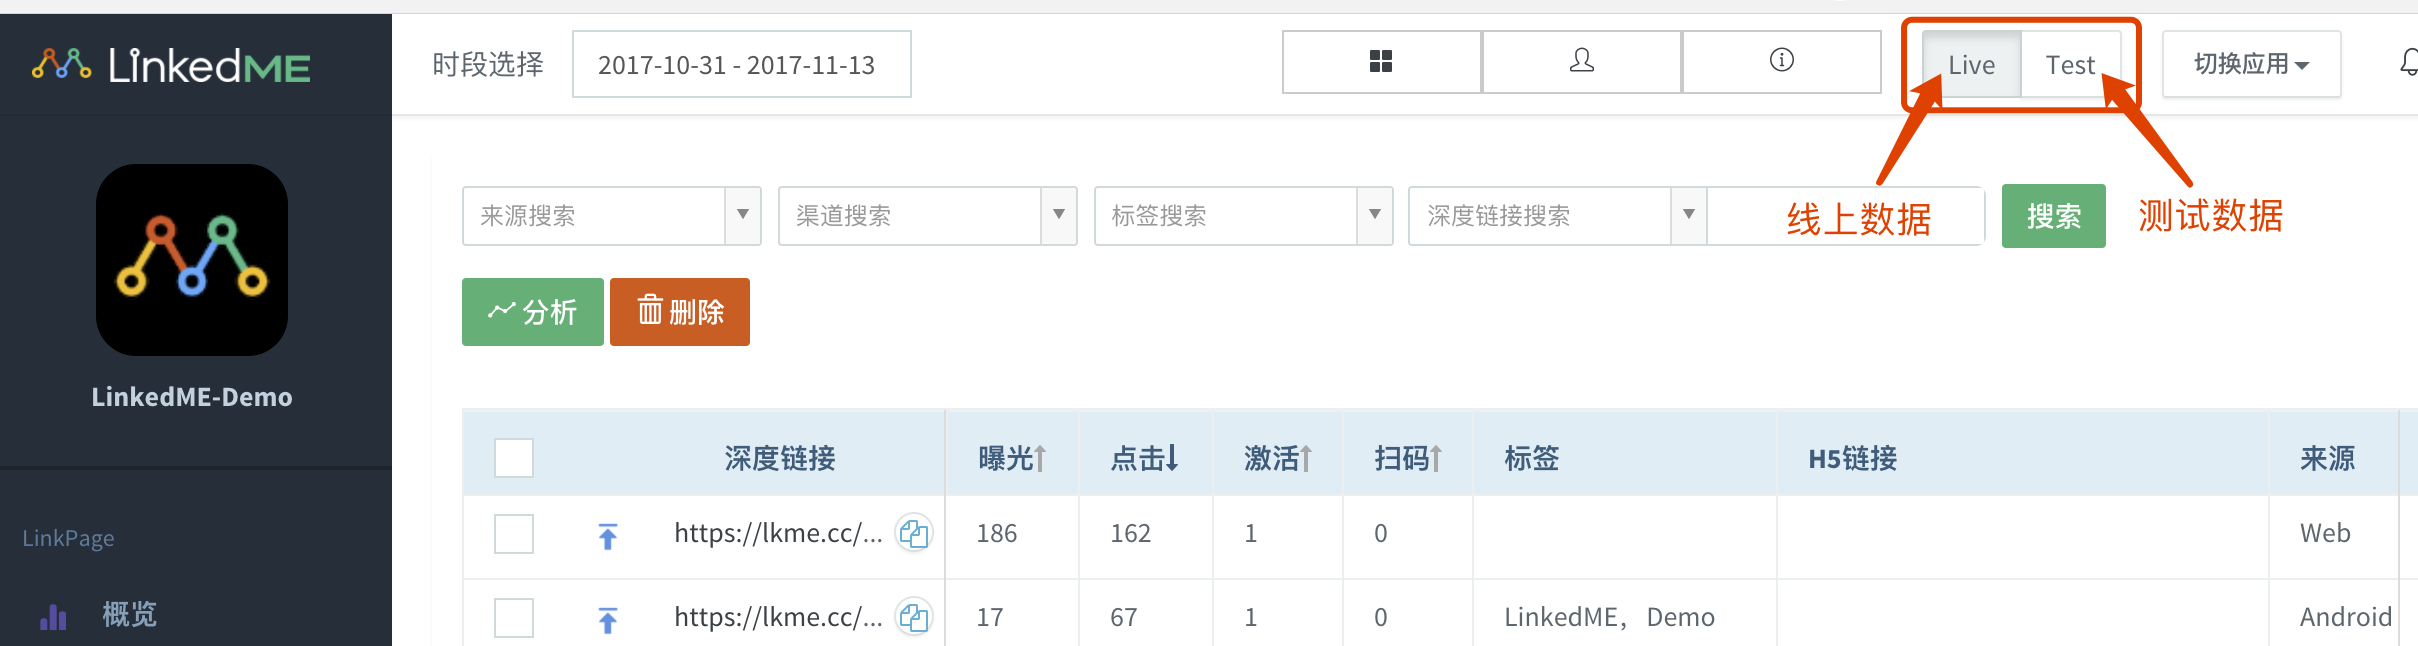 LinkedME
时段选择
2017-10-31 - 2017-11-13
Live
Test
切换应用
LinkedME-Demo
来源搜索
渠道搜索
标签搜索
深度链接搜索
线上数据
搜索
测试数据
分析
删除
深度链接
曝光
点击
激活
扫码
标签
H5链接
来源
https://lkme.cc/...
186
162
1
0
Web
https://lkme.cc/...
17
67
1
0
LinkedME，Demo
Android
LinkPage
概览